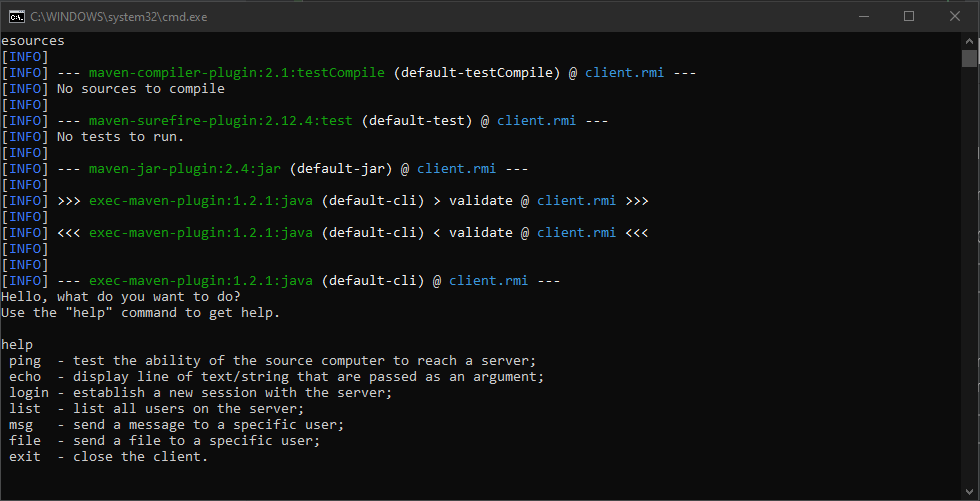 C:\WINDOWS\system32\cmd.exe
esources
[INFO]
[INFO] --- maven-compiler-plugin:2.1:testCompile (default-testCompile) @ client.rmi ---
[INFO] No sources to compile
[INFO]
[INFO] --- maven-surefire-plugin:2.12.4:test (default-test) @ client.rmi ---
[INFO] No tests to run.
[INFO]
[INFO] --- maven-jar-plugin:2.4:jar (default-jar) @ client.rmi ---
[INFO]
[INFO] >>> exec-maven-plugin:1.2.1:java (default-cli) > validate @ client.rmi >>>
[INFO]
[INFO] <<< exec-maven-plugin:1.2.1:java (default-cli) < validate @ client.rmi <<<
[INFO]
[INFO]
[INFO] --- exec-maven-plugin:1.2.1:java (default-cli) @ client.rmi ---
Hello, what do you want to do?
Use the "help" command to get help.

help
 ping  - test the ability of the source computer to reach a server;
 echo  - display line of text/string that are passed as an argument;
 login - establish a new session with the server;
 list  - list all users on the server;
 msg   - send a message to a specific user;
 file  - send a file to a specific user;
 exit  - close the client.